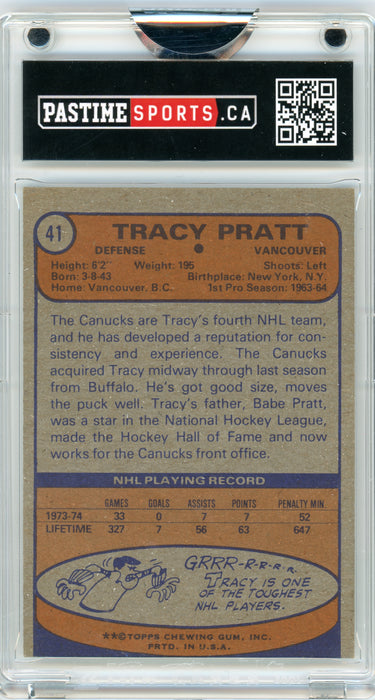 PASTIMESPORTS.CA
41
TRACY PRATT
DEFENSE • VANCOUVER
Height: 6'2" Weight: 195 Shoots: Left
Born: 3-8-43 Birthplace: New York, N.Y.
Home: Vancouver, B.C. 1st Pro Season: 1963-64
The Canucks are Tracy's fourth NHL team,
and he has developed a reputation for con-
sistency and experience. The Canucks
acquired Tracy midway through last season
from Buffalo. He's got good size, moves
the puck well. Tracy's father, Babe Pratt,
was a star in the National Hockey League,
made the Hockey Hall of Fame and now
works for the Canucks front office.
NHL PLAYING RECORD
GAMES GOALS ASSISTS POINTS PENALTY MIN.
1973-74 33 0 7 7 52
LIFETIME 327 7 56 63 647
GRRR-R-R-R-R
TRACY IS ONE
OF THE TOUGHEST
NHL PLAYERS.
**©TOPPS CHEWING GUM, INC.
PRTD. IN U.S.A.